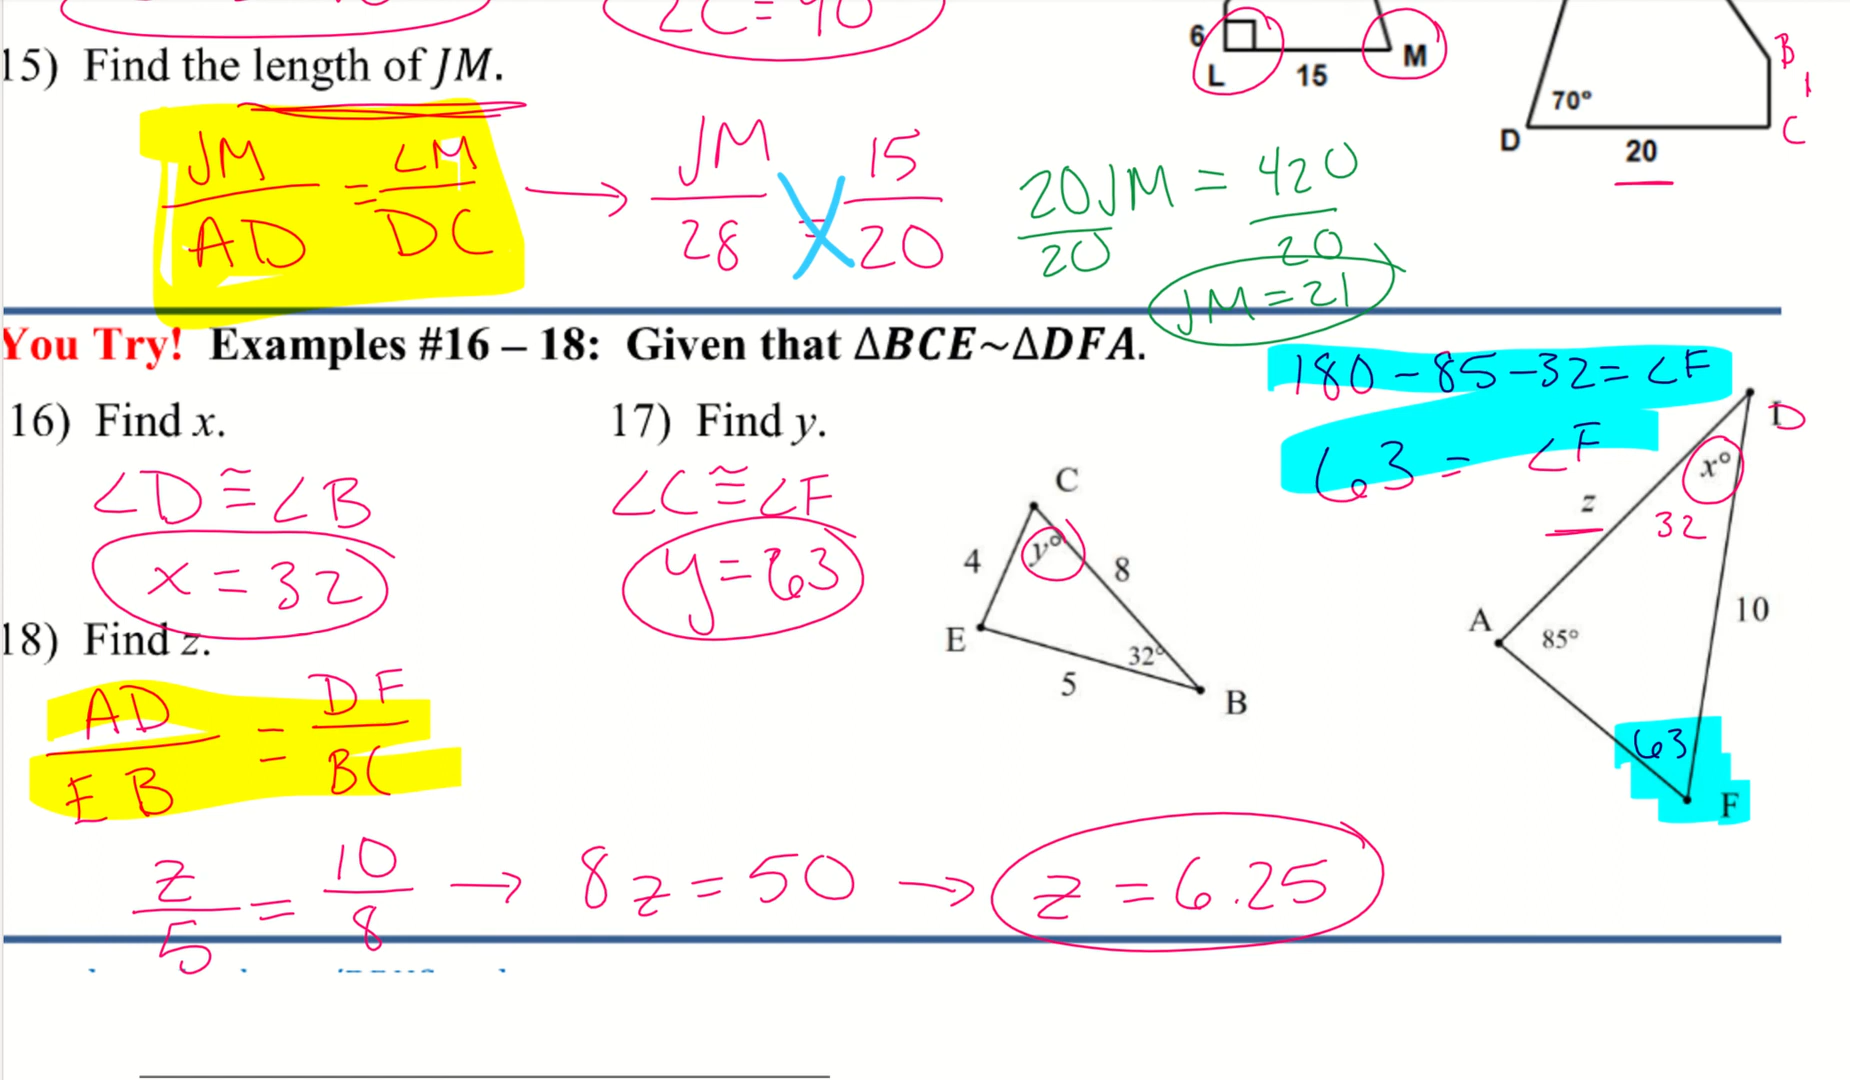 ∠C = 90
15) Find the length of JM.
6
L
15
M
B
C
70°
D
20
JM/AD = ∠M/DC → JM/28 = 15/20
20JM/20 = 420/20
JM = 21
You Try! Examples #16 – 18: Given that ΔBCE~ΔDFA.
180 - 85 - 32 = ∠F
63 = ∠F
16) Find x.
17) Find y.
∠D ≅ ∠B
∠C ≅ ∠F
x = 32
y = 63
C
4
y°
8
E
32°
5
B
D
x°
z
32
A
85°
10
63
F
18) Find z.
AD/EB = DF/BC
z/5 = 10/8 → 8z = 50 → z = 6.25